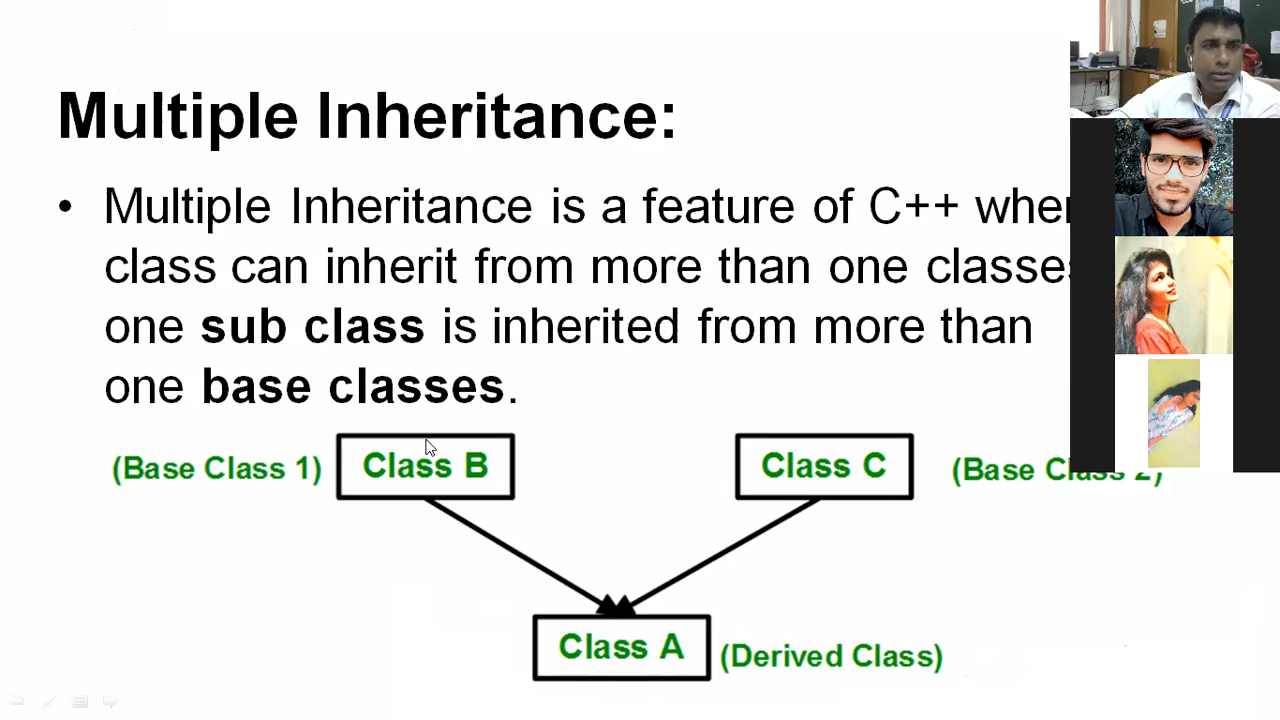 Multiple Inheritance:
• Multiple Inheritance is a feature of C++ where
class can inherit from more than one classes
one sub class is inherited from more than
one base classes.
(Base Class 1) Class B Class C (Base Class 2)
Class A (Derived Class)